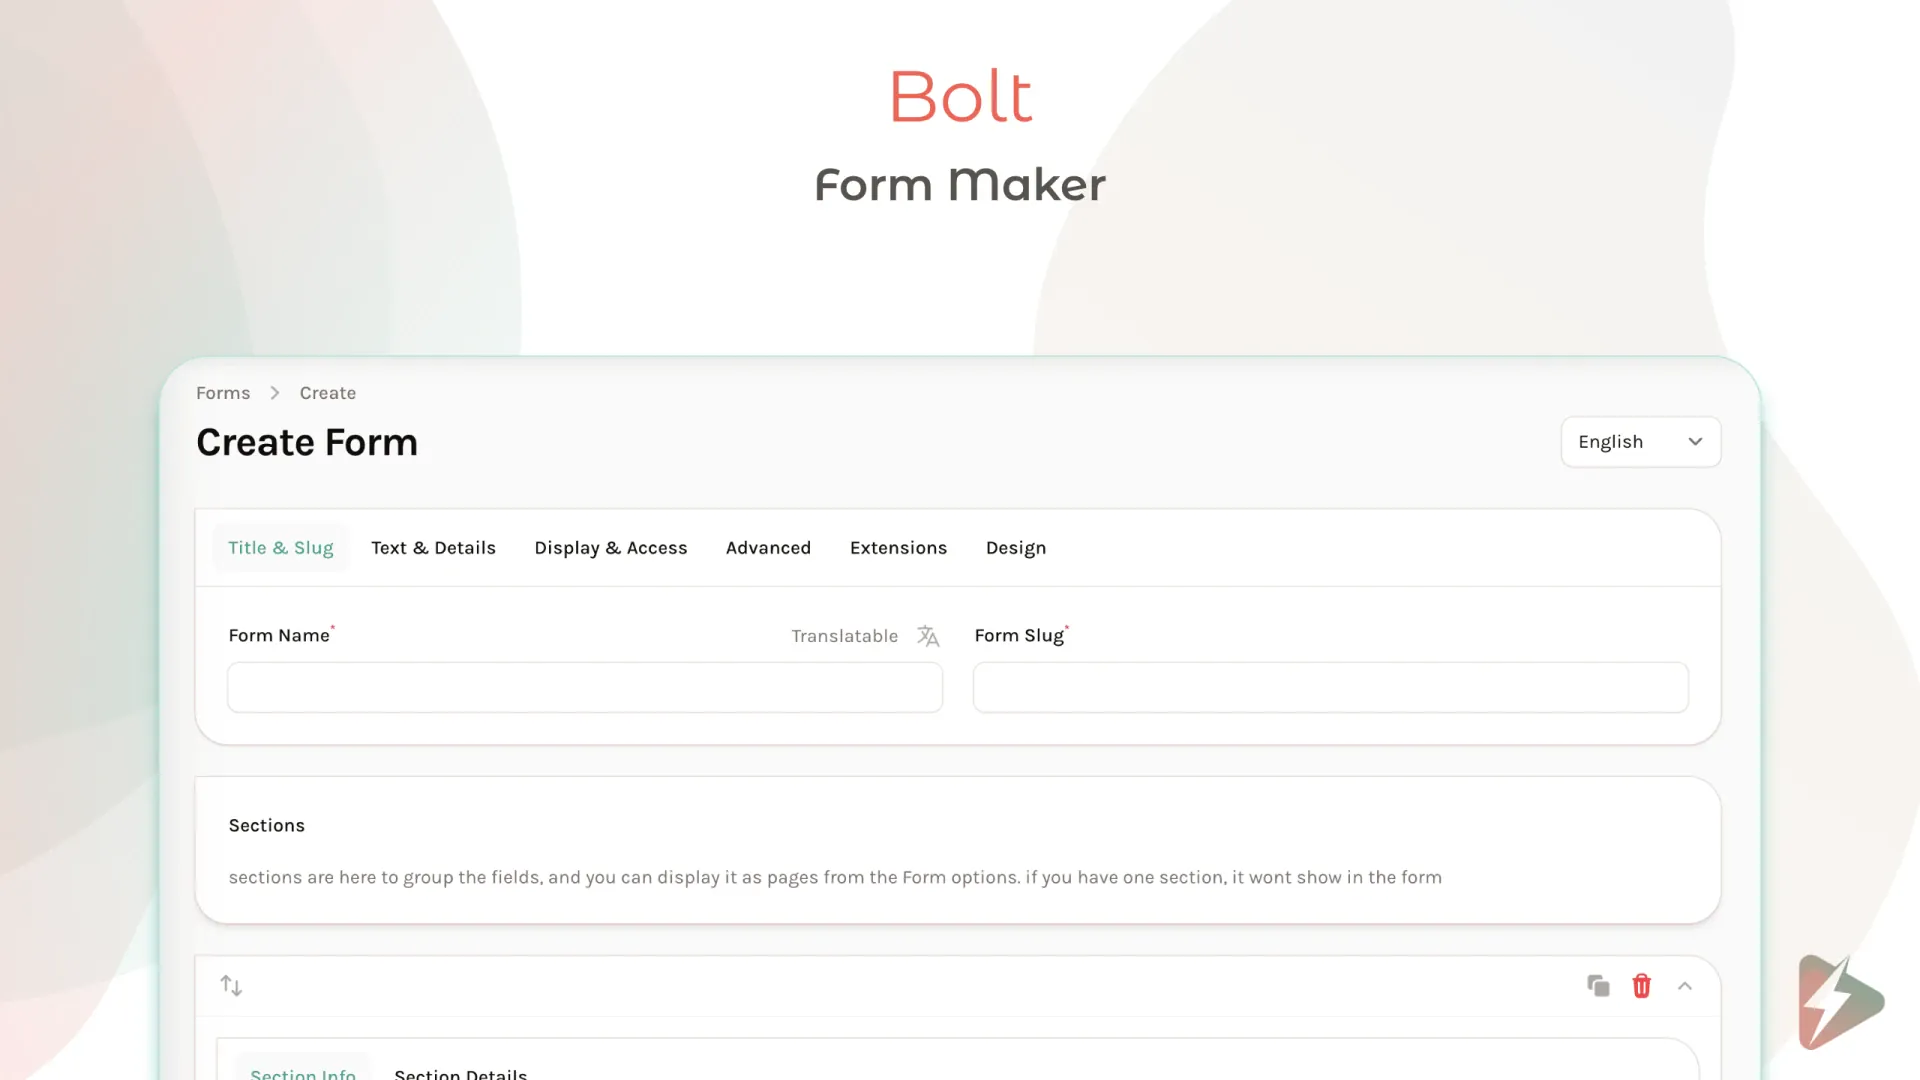 Bolt
Form Maker
Forms > Create
Create Form
English
Title & Slug Text & Details Display & Access Advanced Extensions Design
Form Name* Translatable Form Slug*
Sections
sections are here to group the fields, and you can display it as pages from the Form options. if you have one section, it wont show in the form
Section Info Section Details